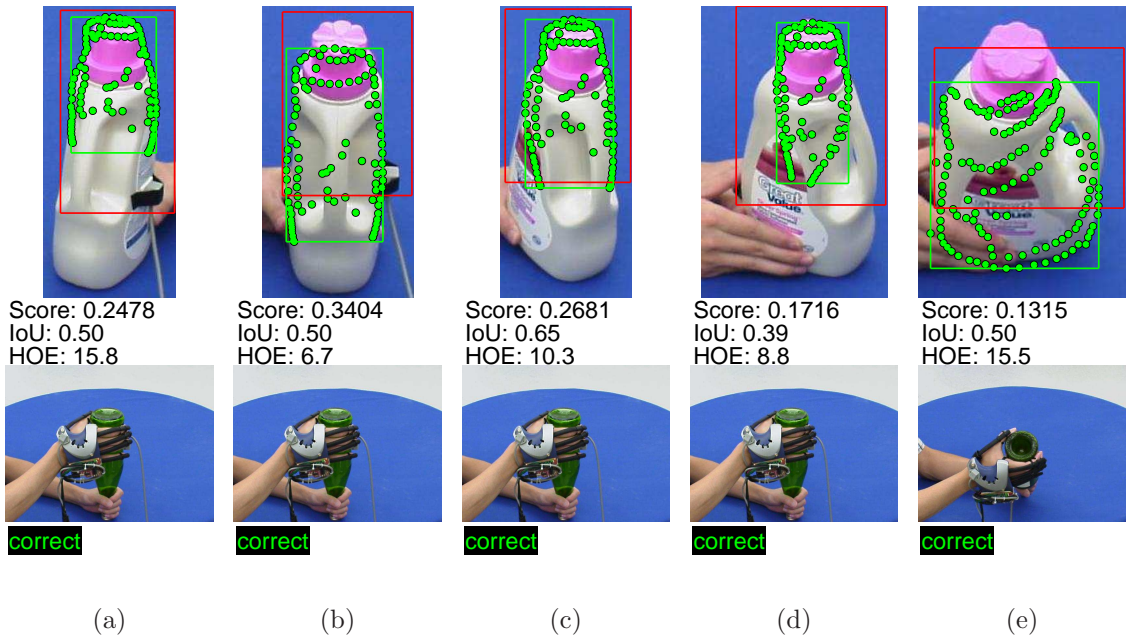 Score: 0.2478
IoU: 0.50
HOE: 15.8
Score: 0.3404
IoU: 0.50
HOE: 6.7
Score: 0.2681
IoU: 0.65
HOE: 10.3
Great
Value
Score: 0.1716
IoU: 0.39
HOE: 8.8
Score: 0.1315
IoU: 0.50
HOE: 15.5
correct
correct
correct
correct
correct
(a)
(b)
(c)
(d)
(e)